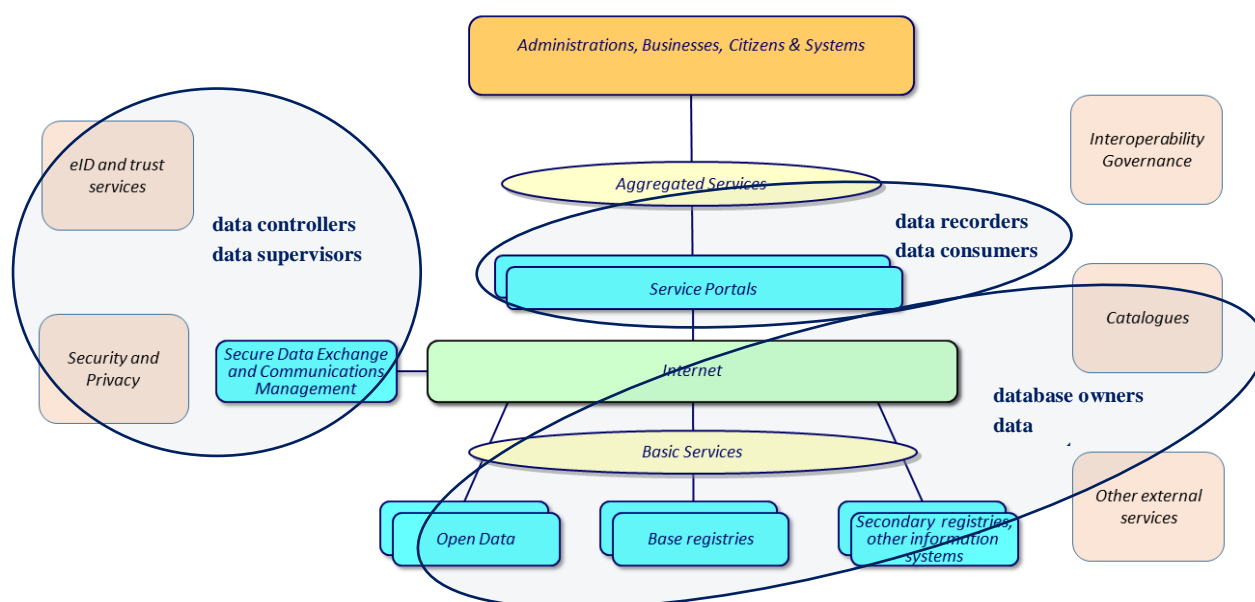 Administrations, Businesses, Citizens & Systems
eID and trust
services
Interoperability
Governance
Aggregated Services
data controllers
data supervisors
data recorders
data consumers
Service Portals
Catalogues
Security and
Privacy
Secure Data Exchange
and Communications
Management
Internet
database owners
data
Basic Services
Open Data
Base registries
Secondary registries,
other information
systems
Other external
services